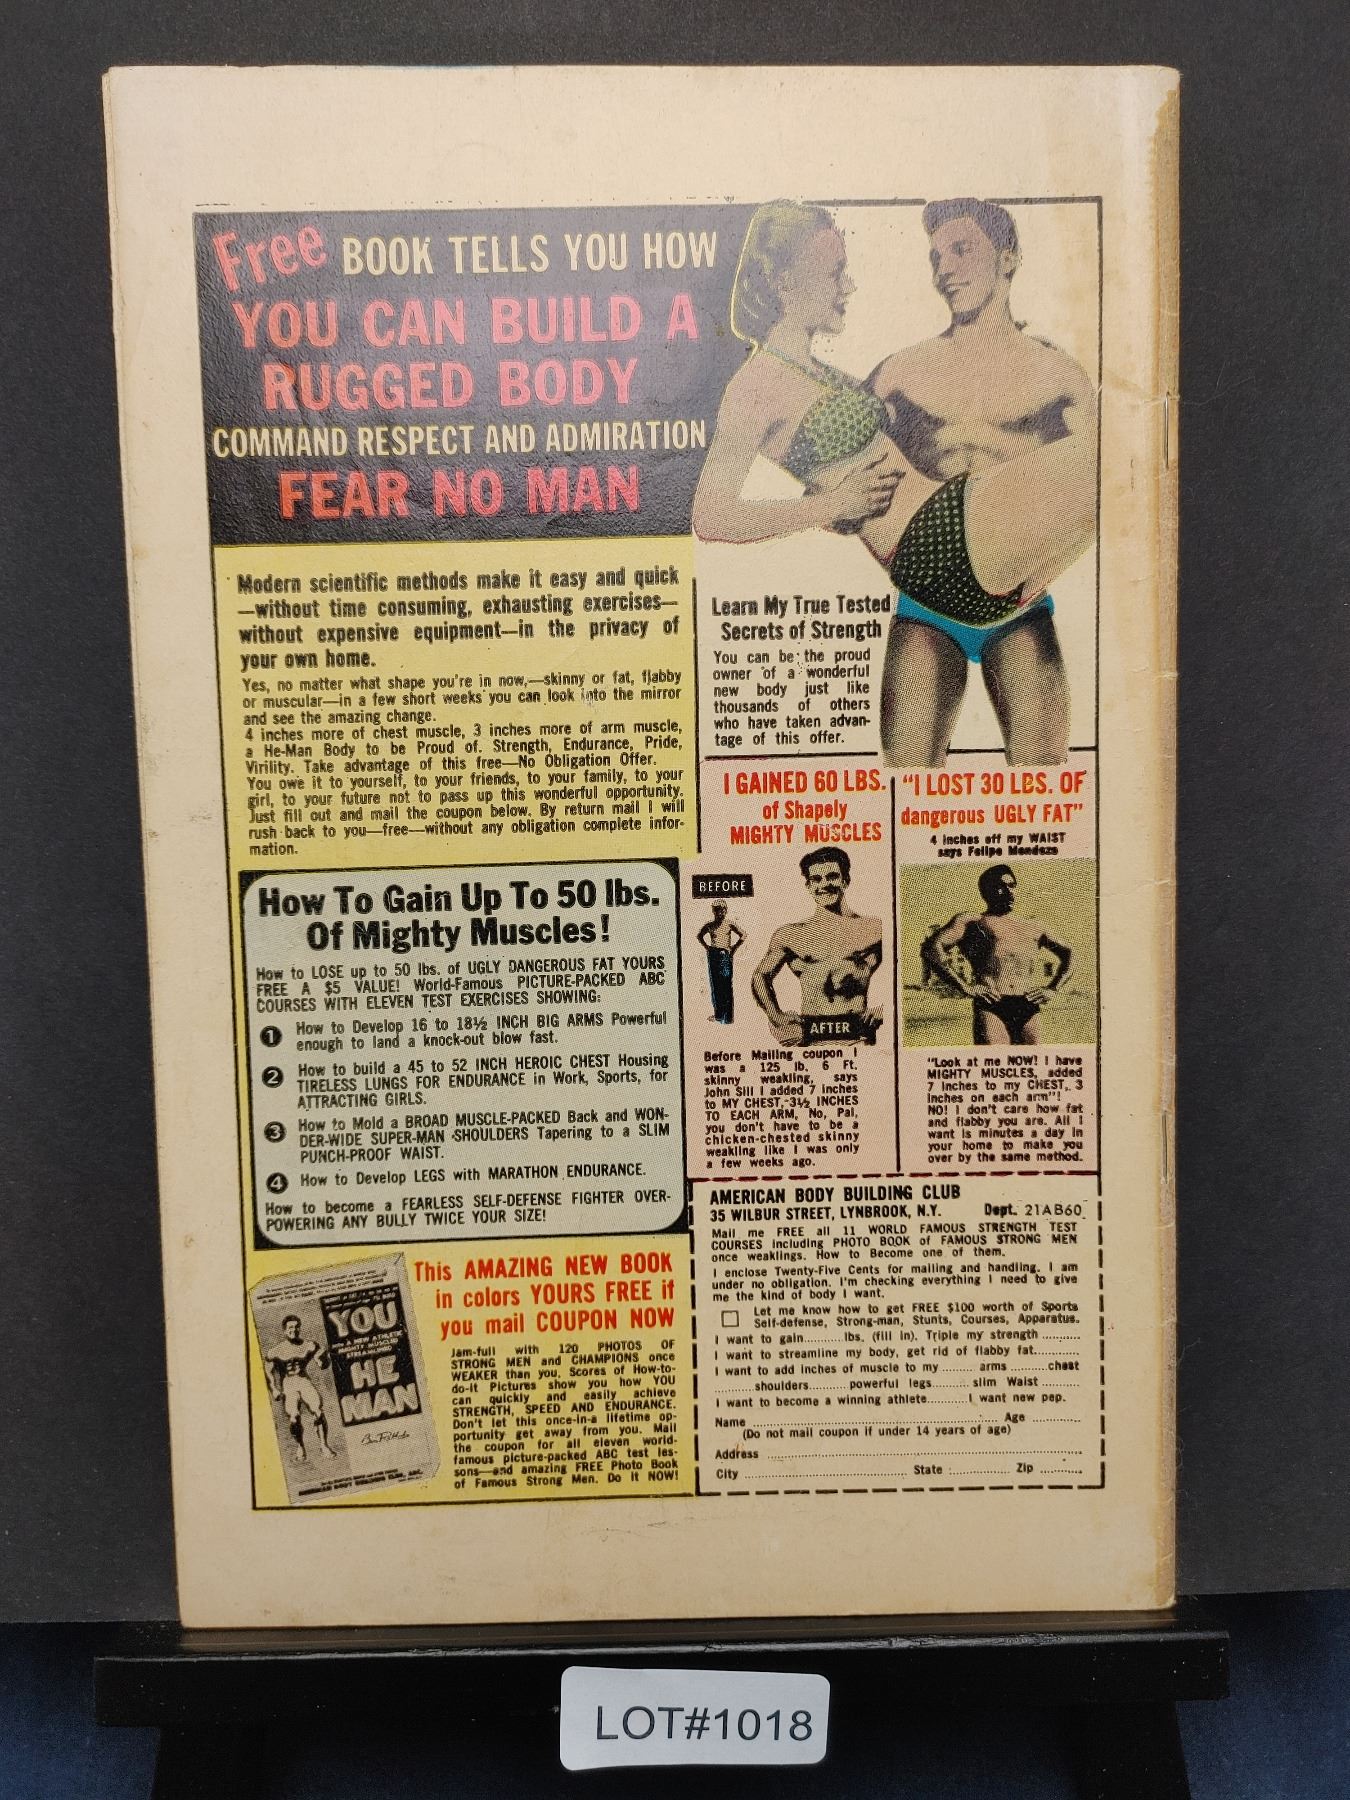 Free BOOK TELLS YOU HOW
YOU CAN BUILD A
RUGGED BODY
COMMAND RESPECT AND ADMIRATION
FEAR NO MAN
Modern scientific methods make it easy and quick
—without time consuming, exhausting exercises—
without expensive equipment—in the privacy of
your own home.
Yes, no matter what shape you're in now,—skinny or fat, flabby
or muscular—in a few short weeks you can look into the mirror
and see the amazing change.
4 inches more of chest muscle, 3 inches more of arm muscle,
a He-Man Body to be Proud of. Strength, Endurance, Pride,
Virility. Take advantage of this free—No Obligation Offer.
You owe it to yourself, to your friends, to your family, to your
girl, to your future not to pass up this wonderful opportunity.
Just fill out and mail the coupon below. By return mail I will
rush back to you—free—without any obligation complete infor-
mation.
Learn My True Tested
Secrets of Strength
You can be the proud
owner of a wonderful
new body just like
thousands of others
who have taken advan-
tage of this offer.
I GAINED 60 LBS.
of Shapely
MIGHTY MUSCLES
BEFORE
AFTER
Before Mailing coupon I
was a 125 lb. 6 Ft.
skinny weakling, says
John Sill I added 7 inches
to MY CHEST, 3½ INCHES
TO EACH ARM, No, Pal,
you don't have to be a
chicken-chested skinny
weakling like I was only
a few weeks ago.
"I LOST 30 LBS. OF
dangerous UGLY FAT"
4 inches off my WAIST
says Felipe Mendoza
"Look at me NOW! I have
MIGHTY MUSCLES, added
7 inches to my CHEST, 3
inches on each arm"!
NO! I don't care how fat
and flabby you are. All I
want is minutes a day in
your home to make you
over by the same method.
How To Gain Up To 50 lbs.
Of Mighty Muscles!
How to LOSE up to 50 lbs. of UGLY DANGEROUS FAT YOURS
FREE A $5 VALUE! World-Famous PICTURE-PACKED ABC
COURSES WITH ELEVEN TEST EXERCISES SHOWING:
1 How to Develop 16 to 18½ INCH BIG ARMS Powerful
enough to land a knock-out blow fast.
2 How to build a 45 to 52 INCH HEROIC CHEST Housing
TIRELESS LUNGS FOR ENDURANCE in Work, Sports, for
ATTRACTING GIRLS.
3 How to Mold a BROAD MUSCLE-PACKED Back and WON-
DER-WIDE SUPER-MAN SHOULDERS Tapering to a SLIM
PUNCH-PROOF WAIST.
4 How to Develop LEGS with MARATHON ENDURANCE.
How to become a FEARLESS SELF-DEFENSE FIGHTER OVER-
POWERING ANY BULLY TWICE YOUR SIZE!
YOU
HE
MAN
This AMAZING NEW BOOK
in colors YOURS FREE if
you mail COUPON NOW
Jam-full with 120 PHOTOS OF
STRONG MEN and CHAMPIONS once
WEAKER than you. Scores of How-to-
do-it Pictures show you how YOU
can quickly and easily achieve
STRENGTH, SPEED AND ENDURANCE.
Don't let this once-in-a lifetime op-
portunity get away from you. Mail
the coupon for all eleven world-
famous picture-packed ABC test les-
sons—and amazing FREE Photo Book
of Famous Strong Men. Do it NOW!
AMERICAN BODY BUILDING CLUB
35 WILBUR STREET, LYNBROOK, N.Y. Dept. 21AB60
Mail me FREE all 11 WORLD FAMOUS STRENGTH TEST
COURSES including PHOTO BOOK of FAMOUS STRONG MEN
once weaklings. How to Become one of them.
I enclose Twenty-Five Cents for mailing and handling. I am
under no obligation. I'm checking everything I need to give
me the kind of body I want.
Let me know how to get FREE $100 worth of Sports
Self-defense, Strong-man, Stunts, Courses, Apparatus.
I want to gain..........lbs. (fill in). Triple my strength ..........
I want to streamline my body, get rid of flabby fat............
I want to add inches of muscle to my ......... arms ..........chest
..........shoulders.......... powerful legs.......... slim Waist ..........
I want to become a winning athlete..........I want new pep.
Name .......... Age ..........
(Do not mail coupon if under 14 years of age)
Address ..........
City .......... State .......... Zip ..........
LOT#1018